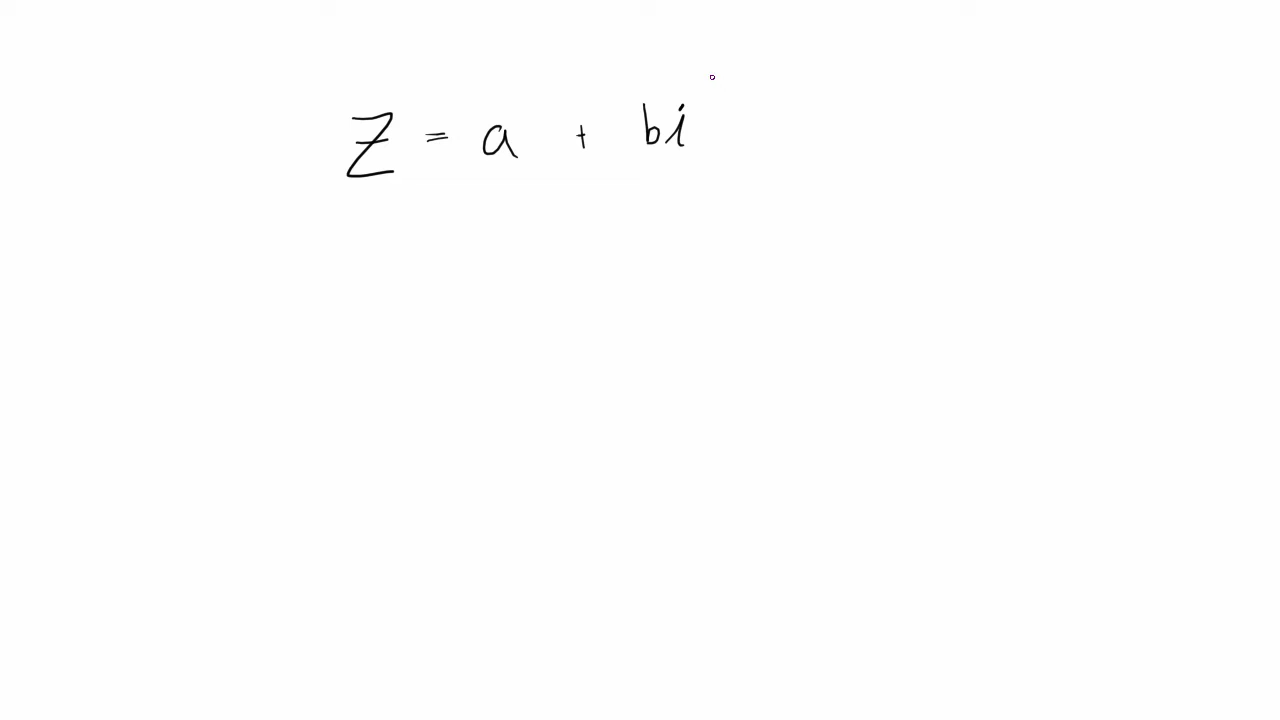 Z = a + bi